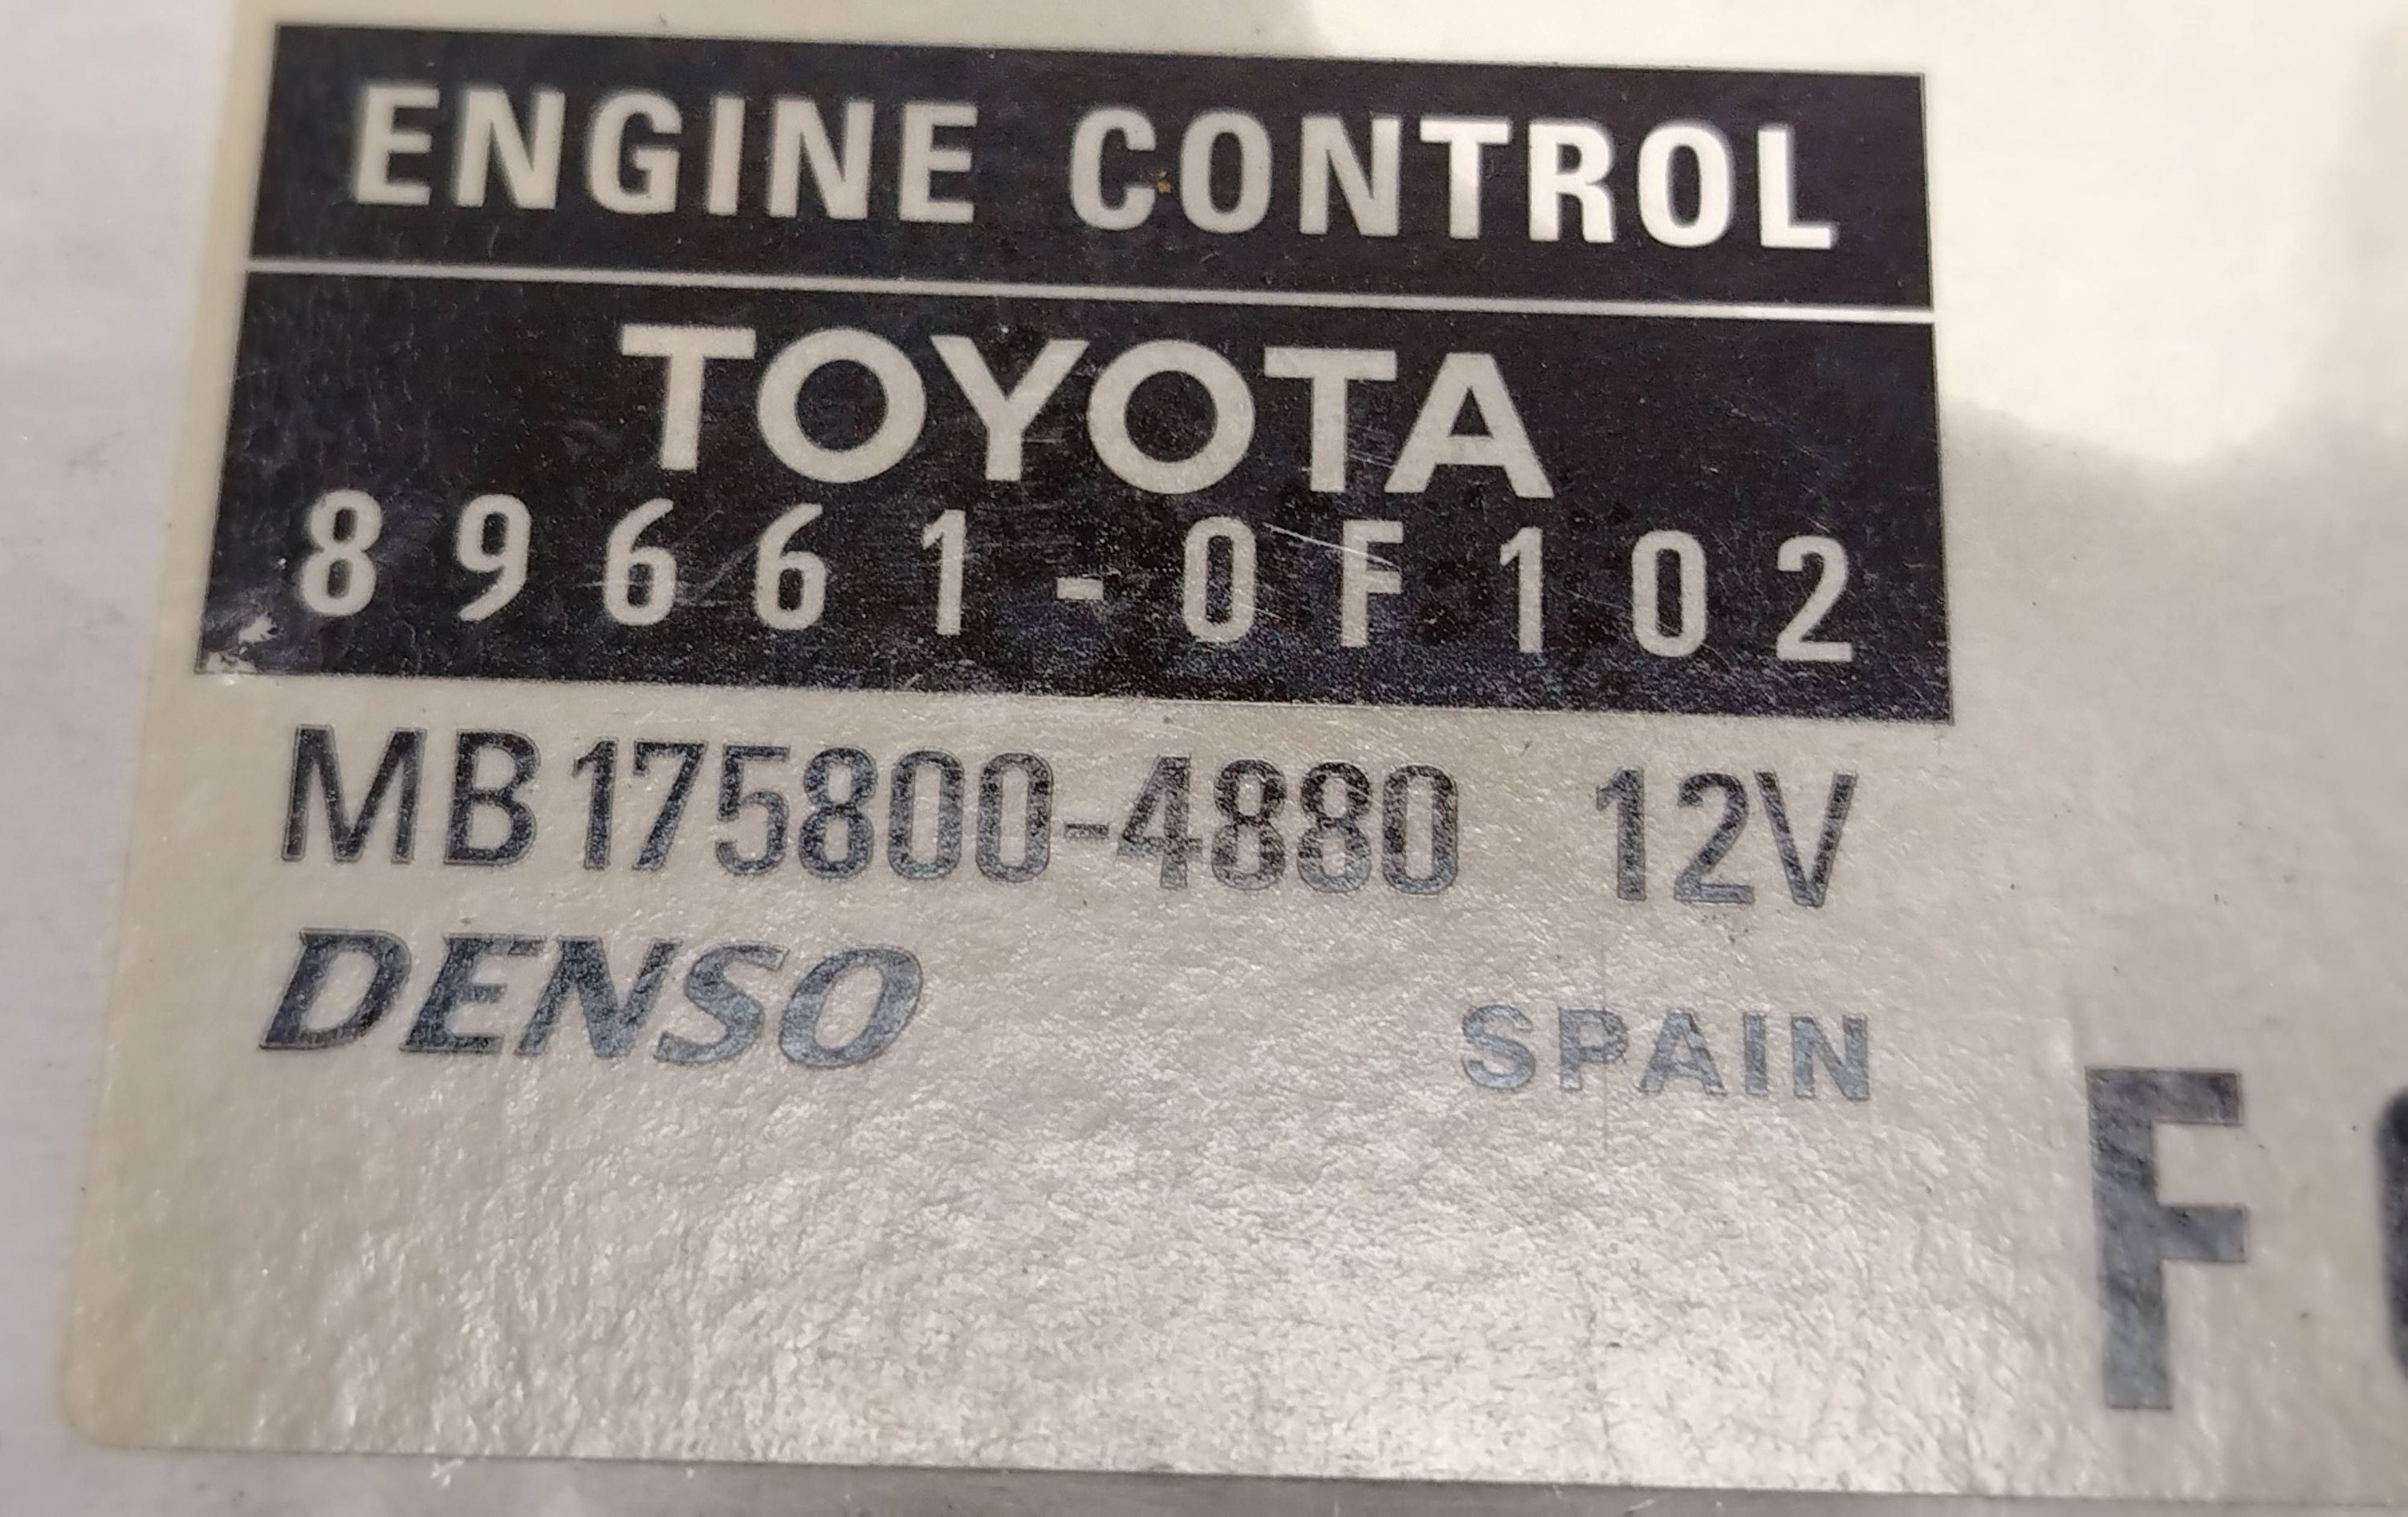 ENGINE CONTROL
TOYOTA
89661-0F102
MB175800-4880 12V
DENSO
SPAIN
F